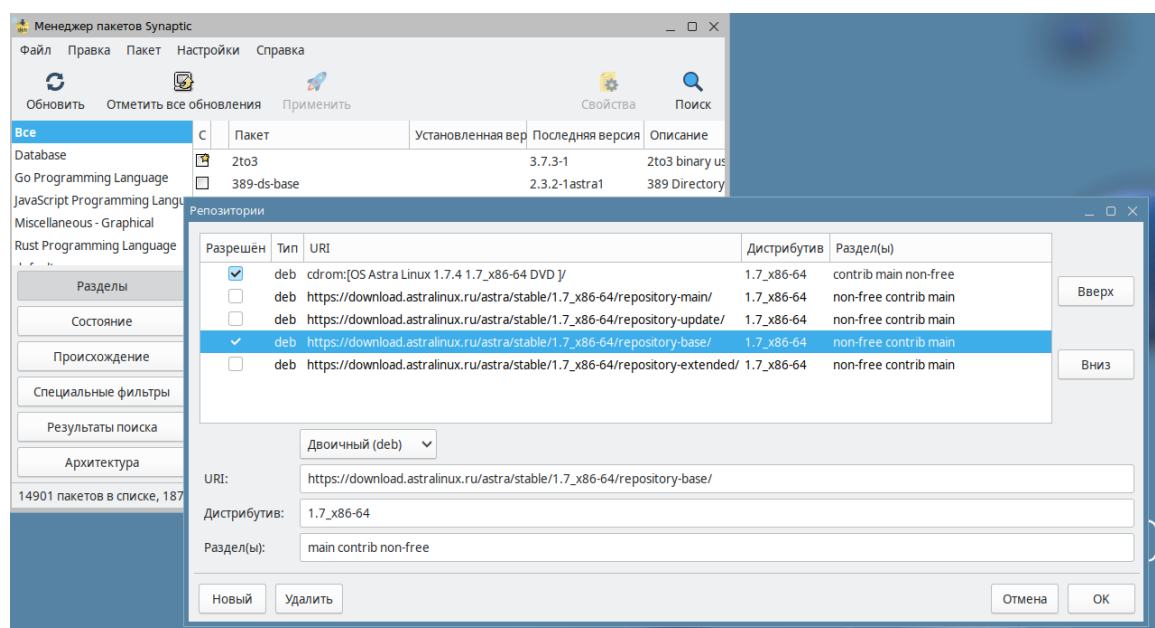 Менеджер пакетов Synaptic
Файл Правка Пакет Настройки Справка
Обновить Отметить все обновления Применить Свойства Поиск
Все
Database
Go Programming Language
JavaScript Programming Langu
Miscellaneous - Graphical
Rust Programming Language
С Пакет Установленная вер Последняя версия Описание
2to3 3.7.3-1 2to3 binary us
389-ds-base 2.3.2-1astra1 389 Directory
Разделы
Состояние
Происхождение
Специальные фильтры
Результаты поиска
Архитектура
14901 пакетов в списке, 187
Репозитории
Разрешён Тип URI Дистрибутив Раздел(ы)
deb cdrom:[OS Astra Linux 1.7.4 1.7_x86-64 DVD ]/ 1.7_x86-64 contrib main non-free
deb https://download.astralinux.ru/astra/stable/1.7_x86-64/repository-main/ 1.7_x86-64 non-free contrib main
deb https://download.astralinux.ru/astra/stable/1.7_x86-64/repository-update/ 1.7_x86-64 non-free contrib main
deb https://download.astralinux.ru/astra/stable/1.7_x86-64/repository-base/ 1.7_x86-64 non-free contrib main
deb https://download.astralinux.ru/astra/stable/1.7_x86-64/repository-extended/ 1.7_x86-64 non-free contrib main
Вверх
Вниз
Двоичный (deb)
URI: https://download.astralinux.ru/astra/stable/1.7_x86-64/repository-base/
Дистрибутив: 1.7_x86-64
Раздел(ы): main contrib non-free
Новый Удалить Отмена OK